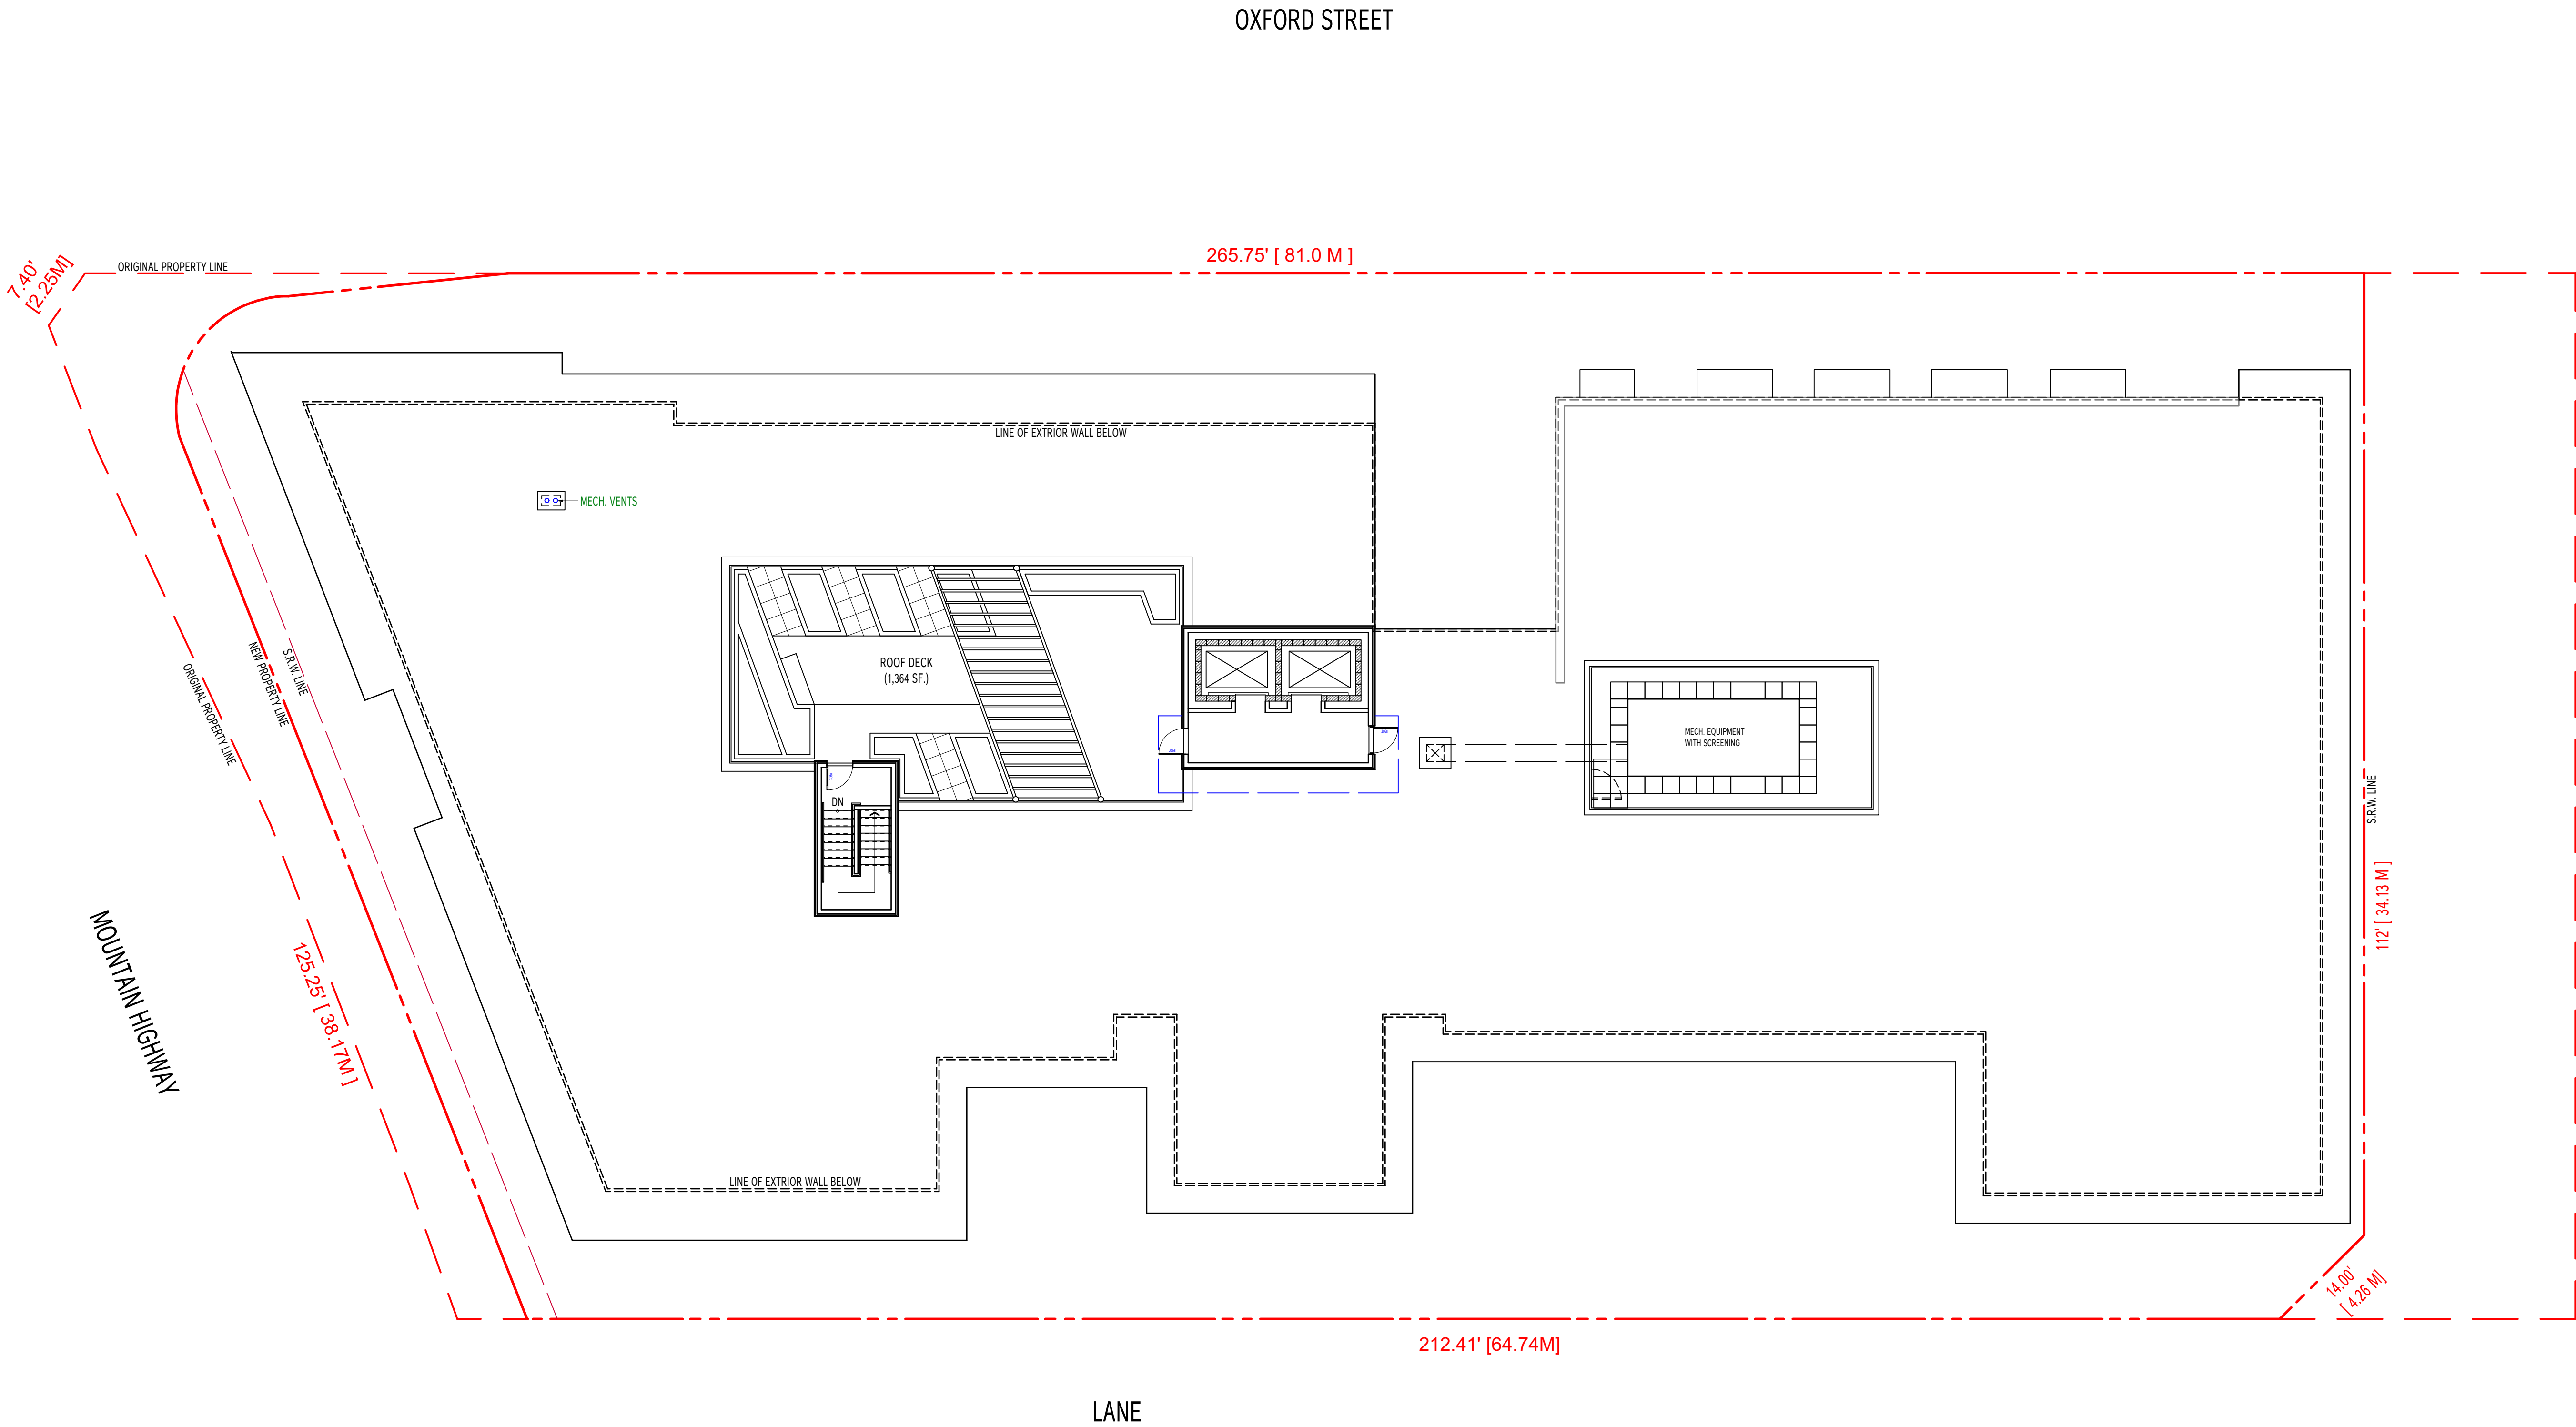 OXFORD STREET
265.75' [ 81.0 M ]
7.40'
[2.25M]
ORIGINAL PROPERTY LINE
LINE OF EXTRIOR WALL BELOW
MECH. VENTS
ROOF DECK
(1,364 SF.)
S.R.W. LINE
NEW PROPERTY LINE
ORIGINAL PROPERTY LINE
MECH. EQUIPMENT
WITH SCREENING
DN
S.R.W. LINE
112' [ 34.13 M ]
MOUNTAIN HIGHWAY
125.25' [ 38.17M ]
LINE OF EXTRIOR WALL BELOW
14.00'
[ 4.26 M]
212.41' [64.74M]
LANE